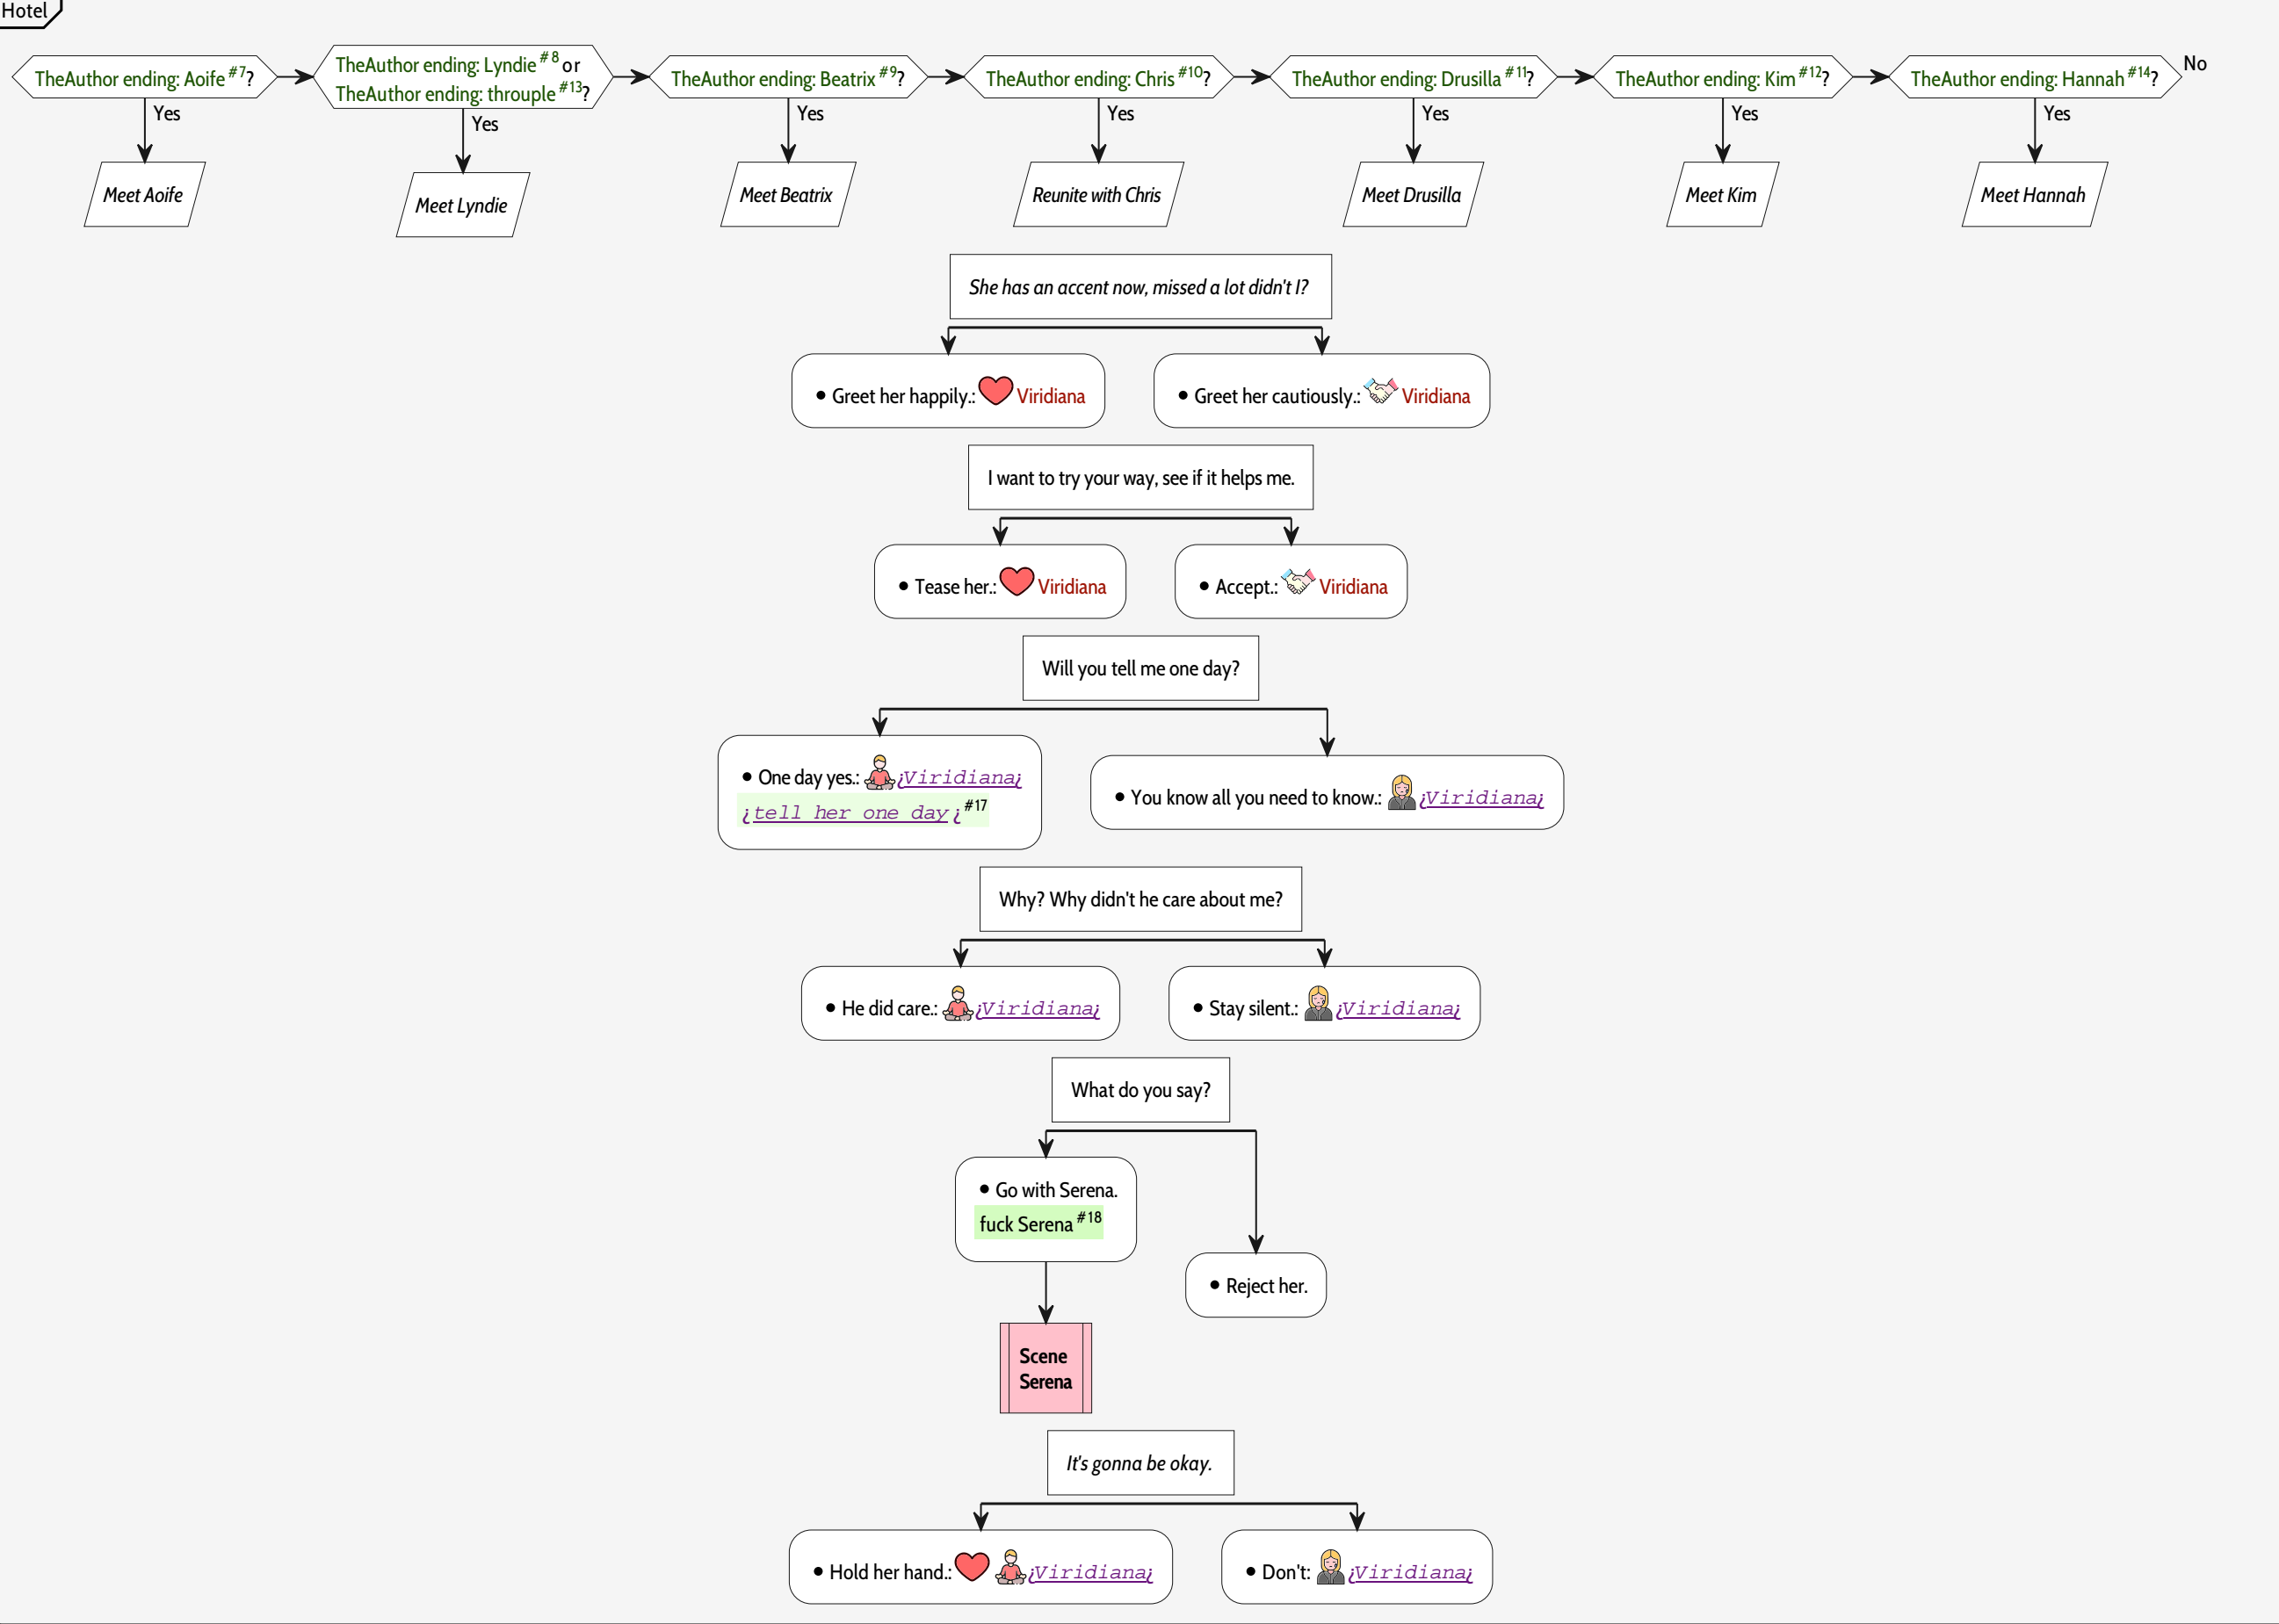 Hotel
TheAuthor ending: Aoife #7?
TheAuthor ending: Lyndie #8 or
TheAuthor ending: throuple #13?
TheAuthor ending: Beatrix #9?
TheAuthor ending: Chris #10?
TheAuthor ending: Drusilla #11?
TheAuthor ending: Kim #12?
TheAuthor ending: Hannah #14?
No
Yes
Yes
Yes
Yes
Yes
Yes
Yes
Meet Aoife
Meet Lyndie
Meet Beatrix
Reunite with Chris
Meet Drusilla
Meet Kim
Meet Hannah
She has an accent now, missed a lot didn't I?
• Greet her happily.: Viridiana
• Greet her cautiously.: Viridiana
I want to try your way, see if it helps me.
• Tease her.: Viridiana
• Accept.: Viridiana
Will you tell me one day?
• One day yes.: ¿Viridiana¿
¿tell her one day¿ #17
• You know all you need to know.: ¿Viridiana¿
Why? Why didn't he care about me?
• He did care.: ¿Viridiana¿
• Stay silent.: ¿Viridiana¿
What do you say?
• Go with Serena.
fuck Serena #18
• Reject her.
Scene
Serena
It's gonna be okay.
• Hold her hand.: ¿Viridiana¿
• Don't: ¿Viridiana¿